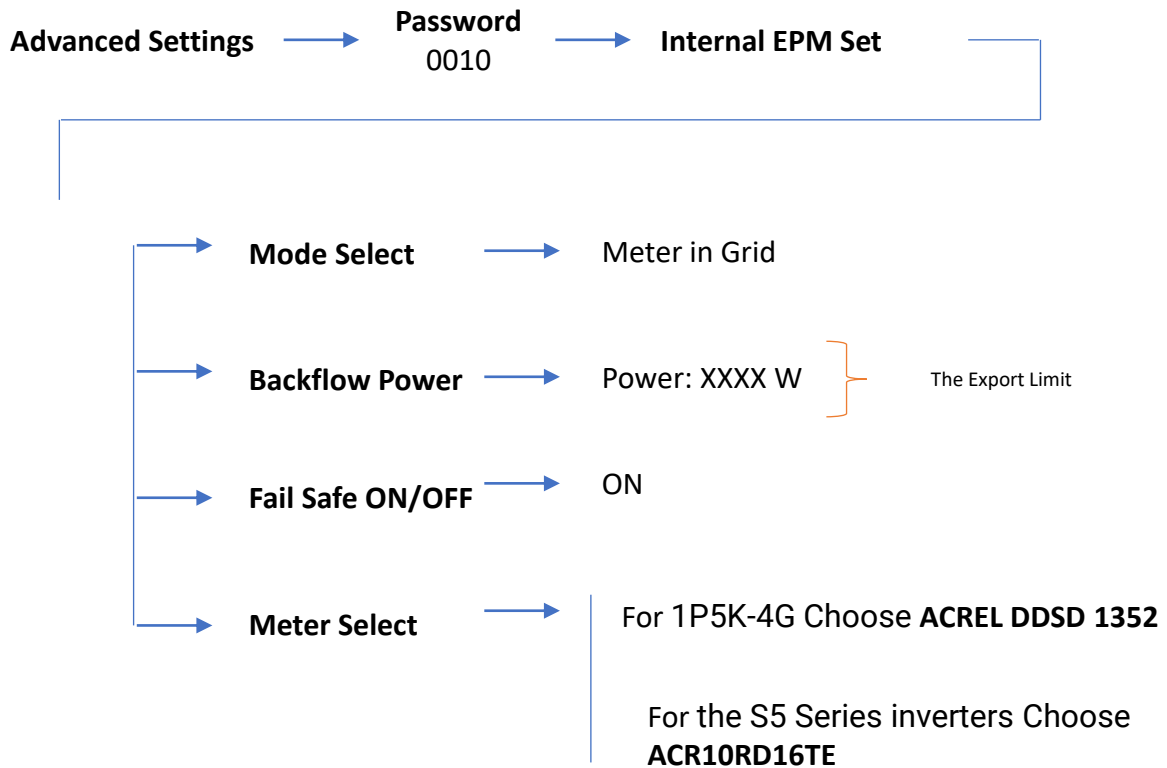 Advanced Settings
Password
0010
Internal EPM Set
Mode Select
Meter in Grid
Backflow Power
Power: XXXX W
The Export Limit
Fail Safe ON/OFF
ON
Meter Select
For 1P5K-4G Choose ACREL DDSD 1352
For the S5 Series inverters Choose
ACR10RD16TE